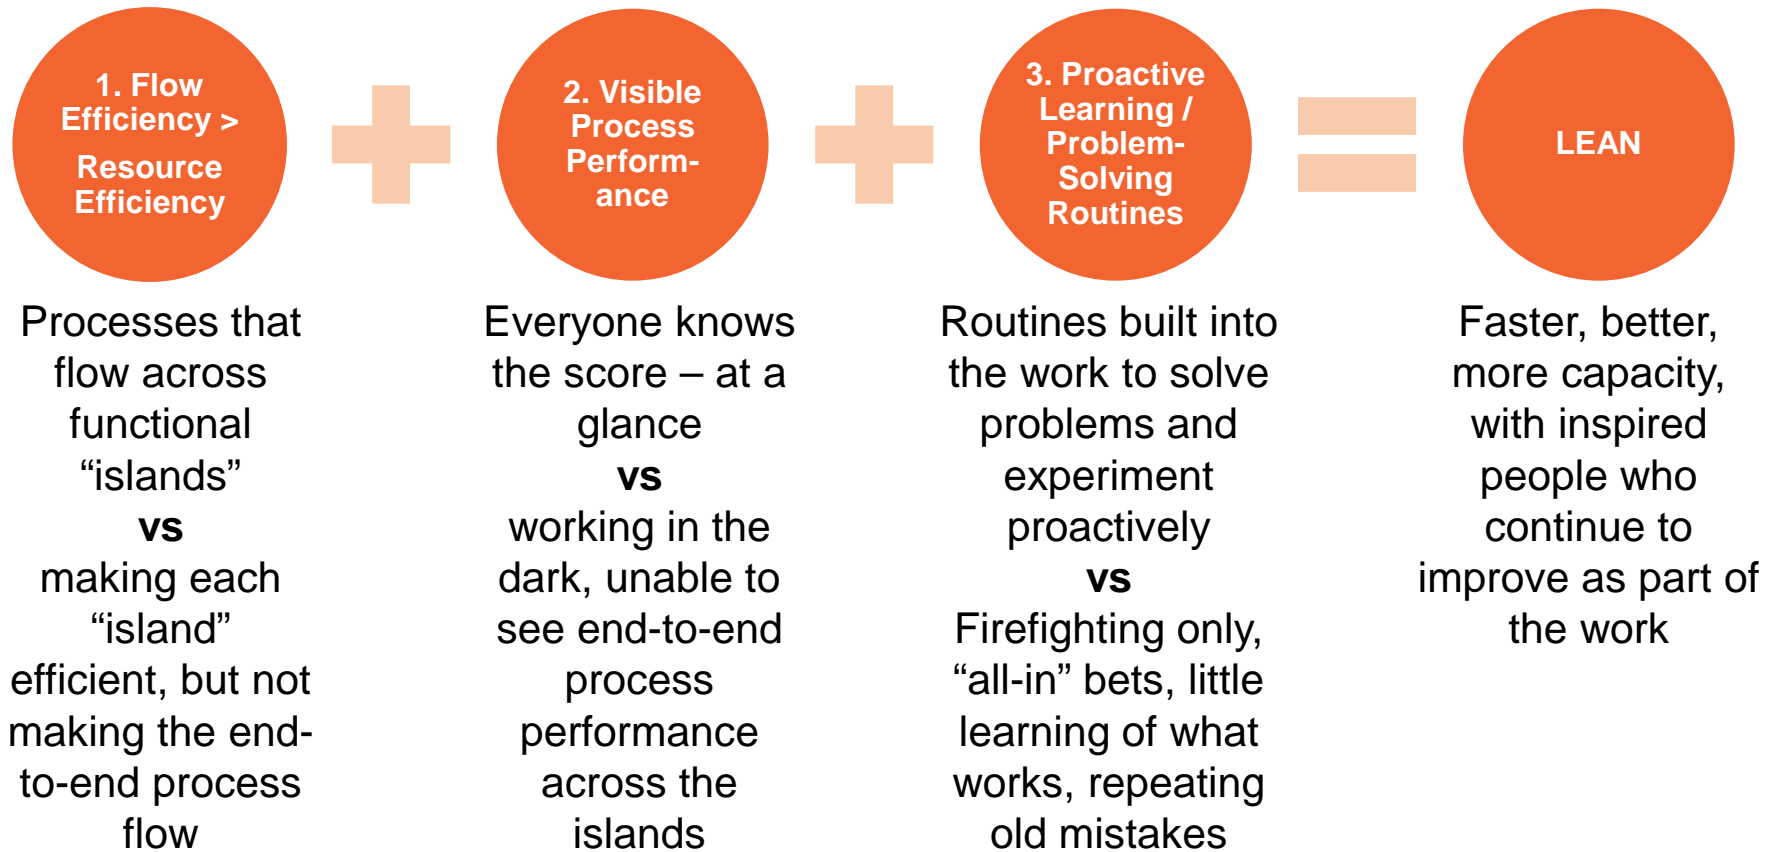 1. Flow
Efficiency >
Resource
Efficiency
2. Visible
Process
Perform-
ance
3. Proactive
Learning /
Problem-
Solving
Routines
LEAN
Processes that
flow across
functional
“islands”
vs
making each
“island”
efficient, but not
making the end-
to-end process
flow
Everyone knows
the score – at a
glance
vs
working in the
dark, unable to
see end-to-end
process
performance
across the
islands
Routines built into
the work to solve
problems and
experiment
proactively
vs
Firefighting only,
“all-in” bets, little
learning of what
works, repeating
old mistakes
Faster, better,
more capacity,
with inspired
people who
continue to
improve as part of
the work